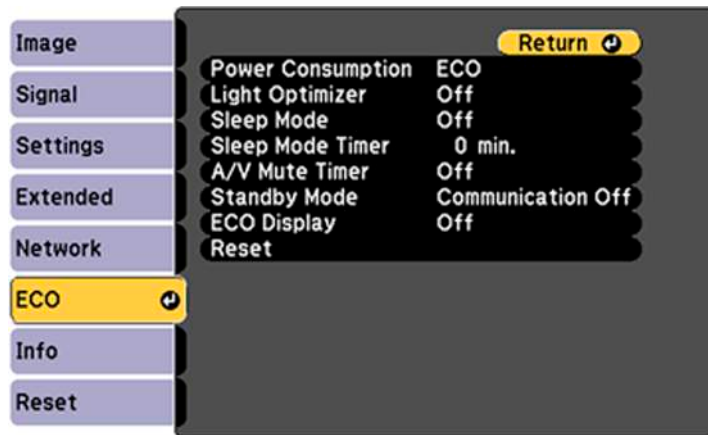 Image
Signal
Settings
Extended
Network
ECO
Info
Reset
Return
Power Consumption ECO
Light Optimizer Off
Sleep Mode Off
Sleep Mode Timer 0 min.
A/V Mute Timer Off
Standby Mode Communication Off
ECO Display Off
Reset